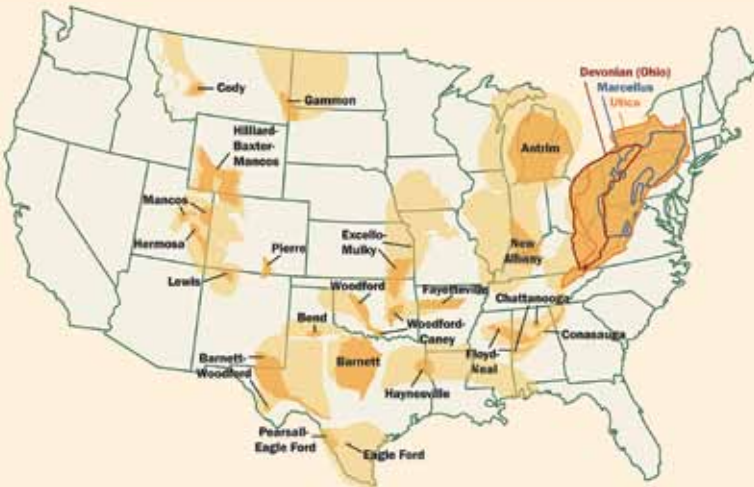 Devonian (Ohio)
Marcellus
Utica
Cody
Gammon
Hilliard-
Baxter-
Mancos
Antrim
Mancos
Hermosa
Lewis
Pierre
Excello-
Mulky
New
Albany
Woodford
Fayetteville
Chattanooga
Bend
Woodford-
Caney
Floyd-
Neal
Conasauga
Barnett-
Woodford
Barnett
Haynesville
Pearsall-
Eagle Ford
Eagle Ford